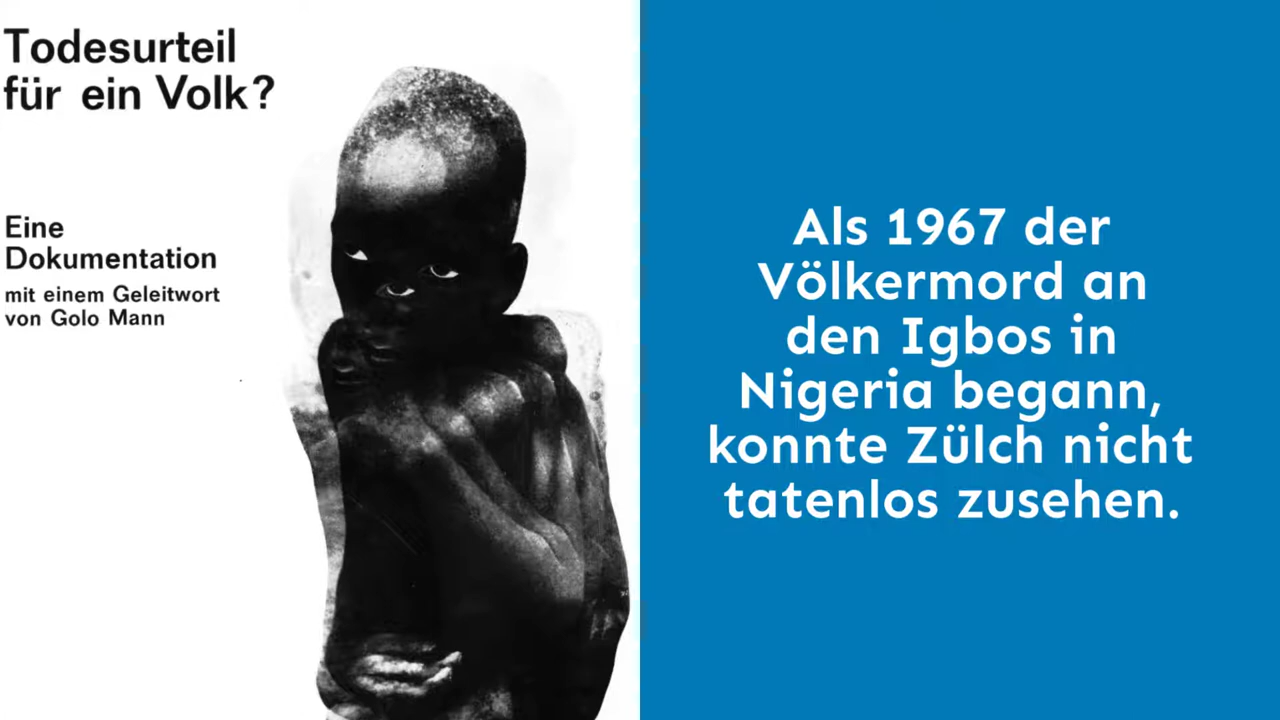 Todesurteil
für ein Volk?
Eine
Dokumentation
mit einem Geleitwort
von Golo Mann
Als 1967 der
Völkermord an
den Igbos in
Nigeria begann,
konnte Zülch nicht
tatenlos zusehen.